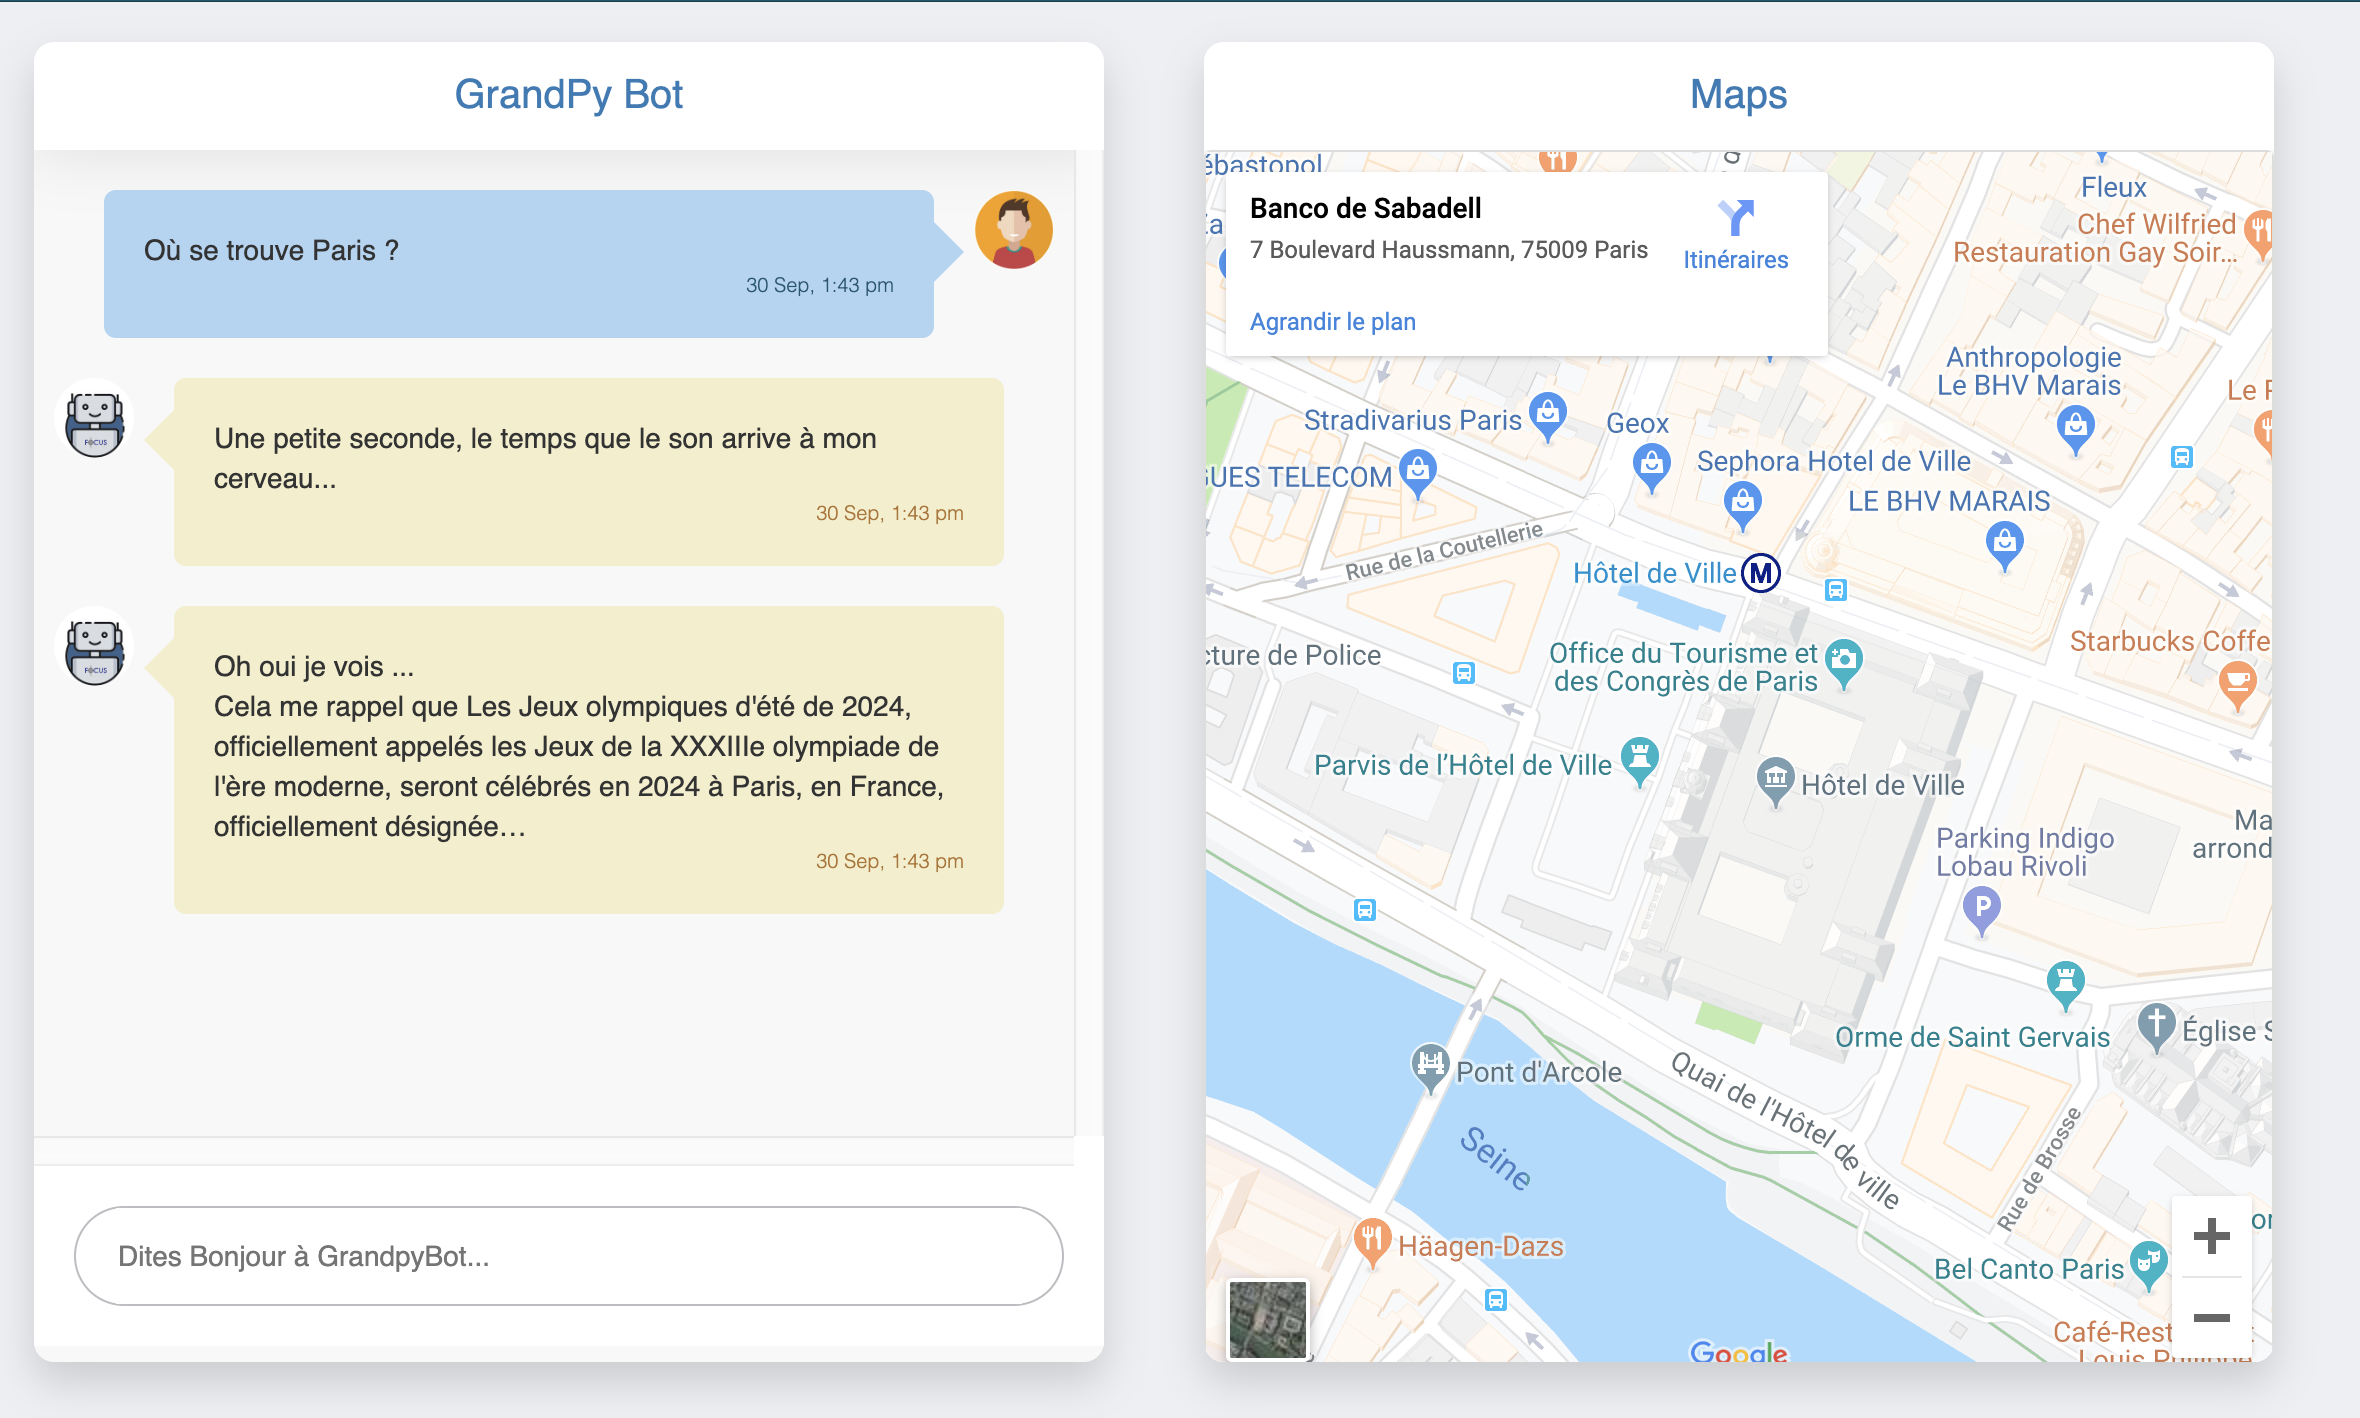 GrandPy Bot
Où se trouve Paris ?
30 Sep, 1:43 pm
FOCUS
Une petite seconde, le temps que le son arrive à mon
cerveau...
30 Sep, 1:43 pm
FOCUS
Oh oui je vois ...
Cela me rappel que Les Jeux olympiques d'été de 2024,
officiellement appelés les Jeux de la XXXIIIe olympiade de
l'ère moderne, seront célébrés en 2024 à Paris, en France,
officiellement désignée…
30 Sep, 1:43 pm
Dites Bonjour à GrandpyBot...
Maps
ébastopol
Banco de Sabadell
7 Boulevard Haussmann, 75009 Paris
Itinéraires
Agrandir le plan
Fleux
Chef Wilfried
Restauration Gay Soir...
Anthropologie
Le BHV Marais
Le
Stradivarius Paris
Geox
UES TELECOM
Sephora Hotel de Ville
LE BHV MARAIS
Rue de la Coutellerie
Hôtel de Ville
M
cture de Police
Office du Tourisme et
des Congrès de Paris
Starbucks Coffe
Parvis de l'Hôtel de Ville
Hôtel de Ville
Ma
arrond
Parking Indigo
Lobau Rivoli
P
Orme de Saint Gervais
Église S
Pont d'Arcole
Quai de l'Hôtel de ville
Rue de Brosse
Seine
Häagen-Dazs
Bel Canto Paris
Café-Rest
Louis Philippe
Google